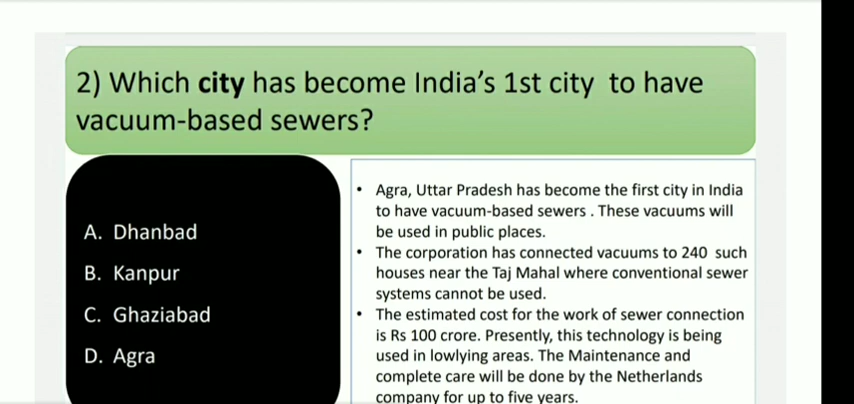 2) Which city has become India's 1st city to have
vacuum-based sewers?
A. Dhanbad
B. Kanpur
C. Ghaziabad
D. Agra
• Agra, Uttar Pradesh has become the first city in India
to have vacuum-based sewers . These vacuums will
be used in public places.
• The corporation has connected vacuums to 240 such
houses near the Taj Mahal where conventional sewer
systems cannot be used.
• The estimated cost for the work of sewer connection
is Rs 100 crore. Presently, this technology is being
used in lowlying areas. The Maintenance and
complete care will be done by the Netherlands
company for up to five years.